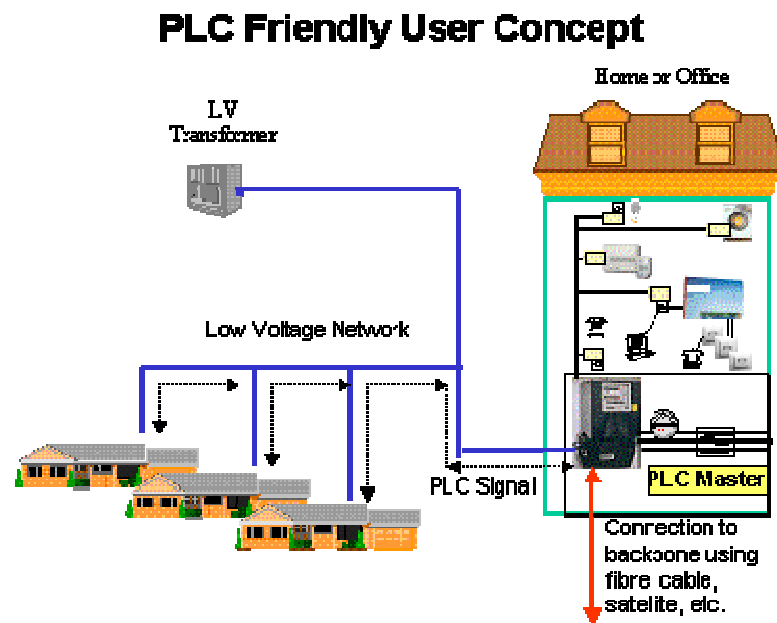 PLC Friendly User Concept
Home or Office
LV
Transformer
Low Voltage Network
PLC Signal
PLC Master
Connection to
backbone using
fibre cable,
satelite, etc.